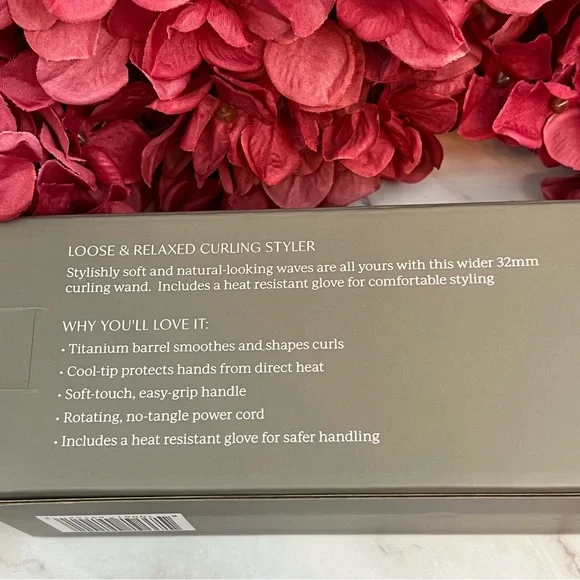 LOOSE & RELAXED CURLING STYLER
Stylishly soft and natural-looking waves are all yours with this wider 32mm
curling wand. Includes a heat resistant glove for comfortable styling
WHY YOU'LL LOVE IT:
• Titanium barrel smoothes and shapes curls
• Cool-tip protects hands from direct heat
• Soft-touch, easy-grip handle
• Rotating, no-tangle power cord
• Includes a heat resistant glove for safer handling